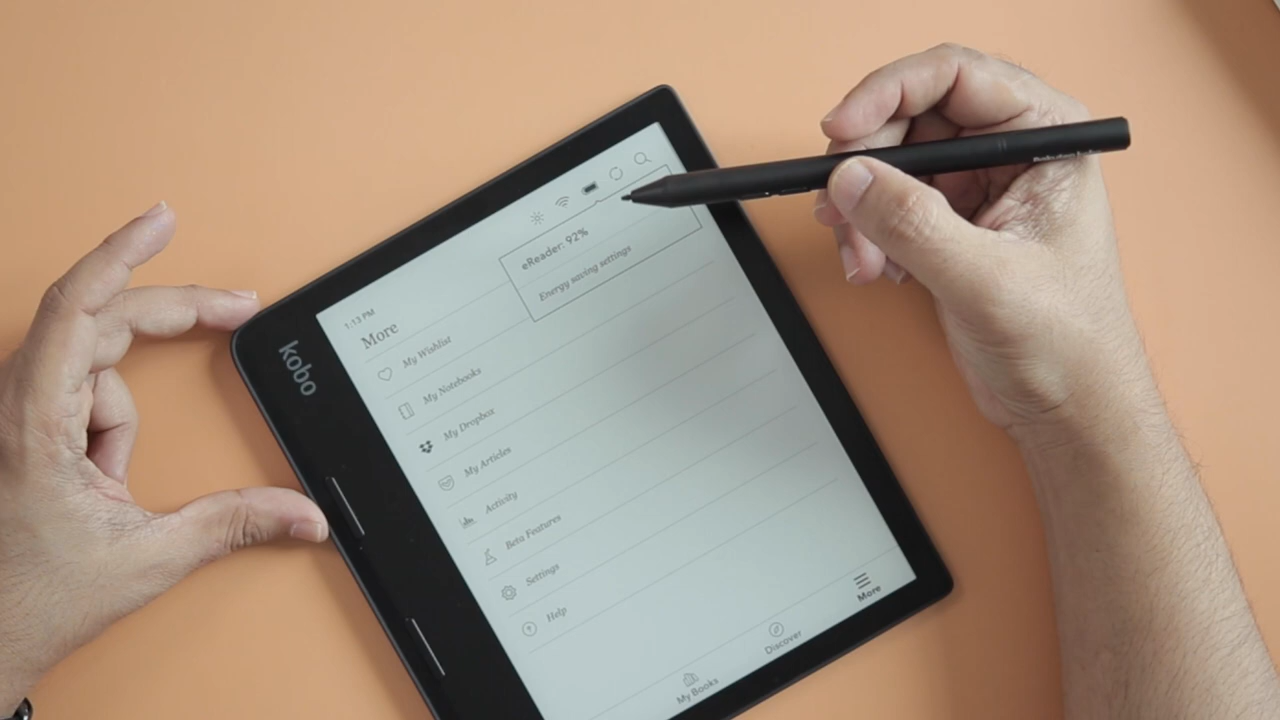 kobo
1:13 PM
eReader: 92%
Energy saving settings
More
My Wishlist
My Notebooks
My Dropbox
My Articles
Activity
Beta Features
Settings
Help
My Books
Discover
More